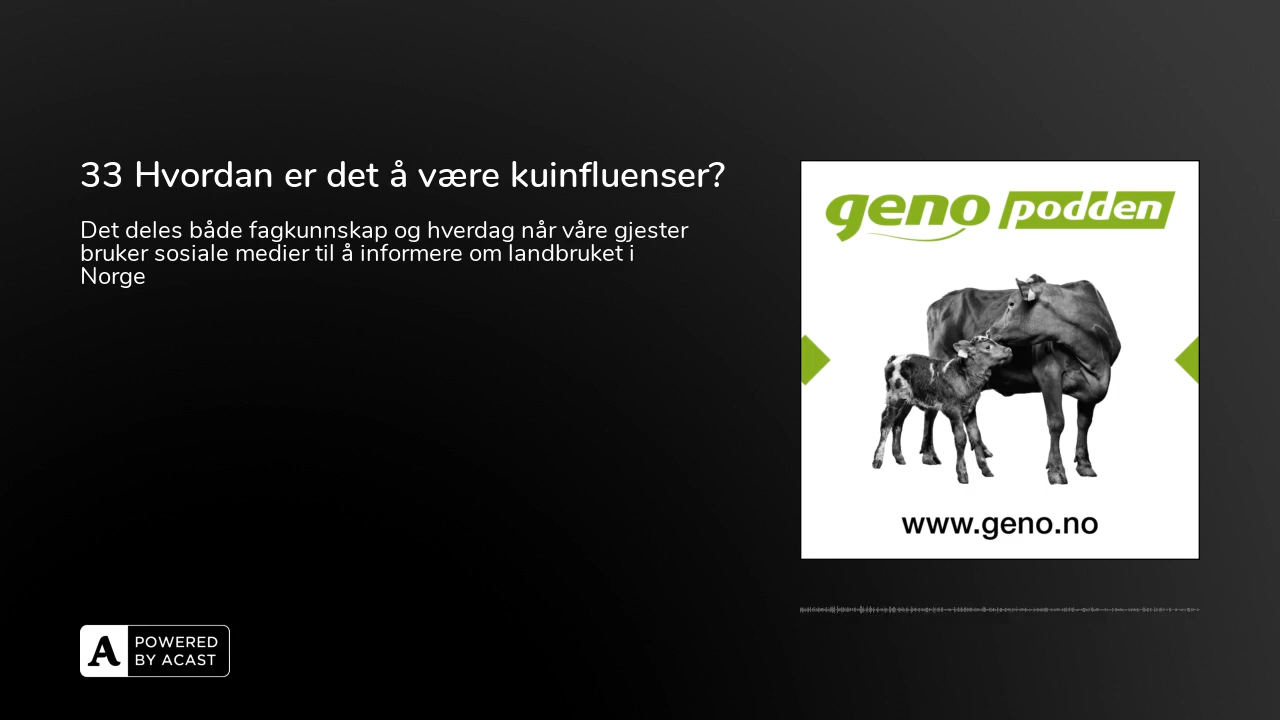 33 Hvordan er det å være kuinfluenser?
Det deles både fagkunnskap og hverdag når våre gjester
bruker sosiale medier til å informere om landbruket i
Norge
geno podden
www.geno.no
A POWERED
BY ACAST